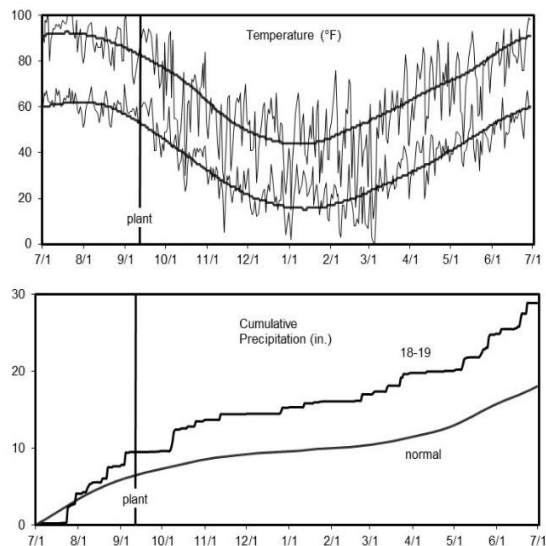 100
Temperature (°F)
80
60
40
20
plant
0
7/1 8/1 9/1 10/1 11/1 12/1 1/1 2/1 3/1 4/1 5/1 6/1 7/1
30
Cumulative
Precipitation (in.)
18-19
20
10
normal
plant
0
7/1 8/1 9/1 10/1 11/1 12/1 1/1 2/1 3/1 4/1 5/1 6/1 7/1